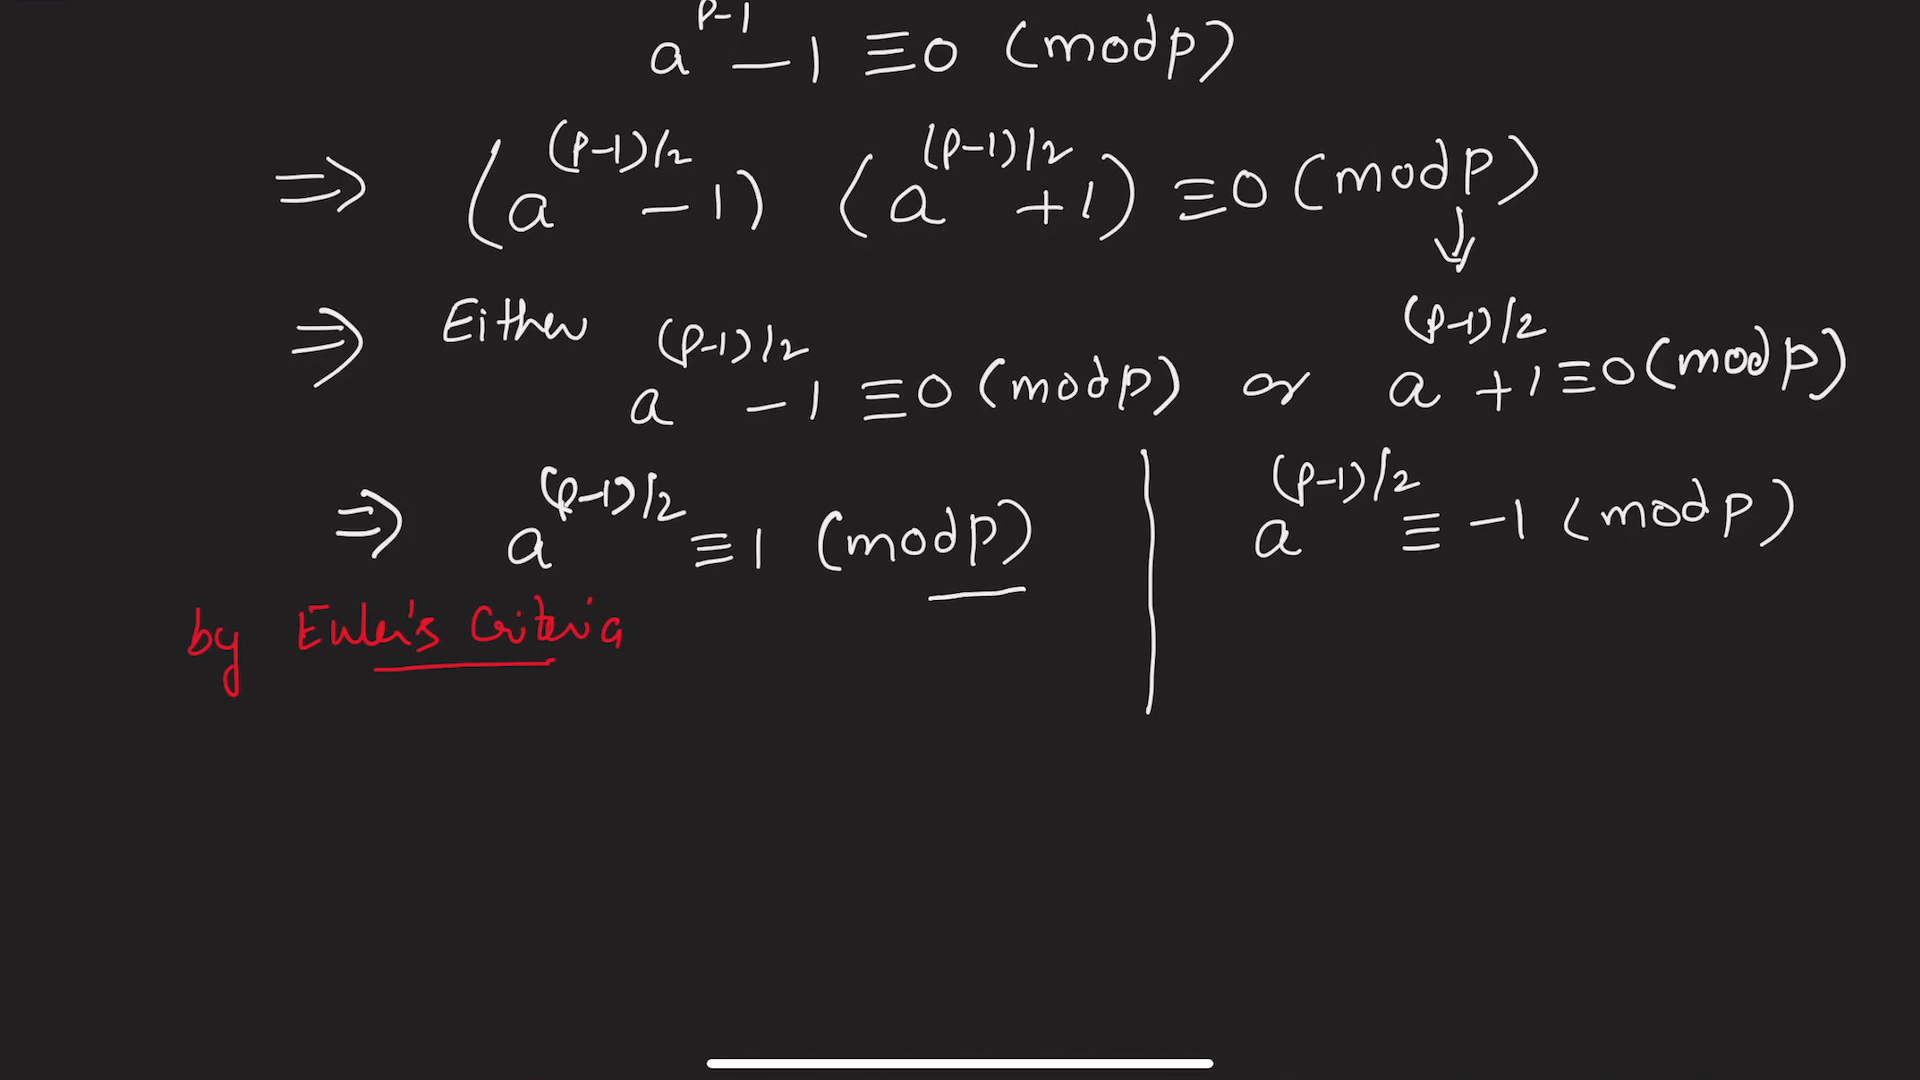 a^{p-1} - 1 ≡ 0 (mod p)
⇒ (a^{(p-1)/2} - 1) (a^{(p-1)/2} + 1) ≡ 0 (mod p)
⇒ Either a^{(p-1)/2} - 1 ≡ 0 (mod p) or a^{(p-1)/2} + 1 ≡ 0 (mod p)
⇒ a^{(p-1)/2} ≡ 1 (mod p) | a^{(p-1)/2} ≡ -1 (mod p)
by Euler's Criteria